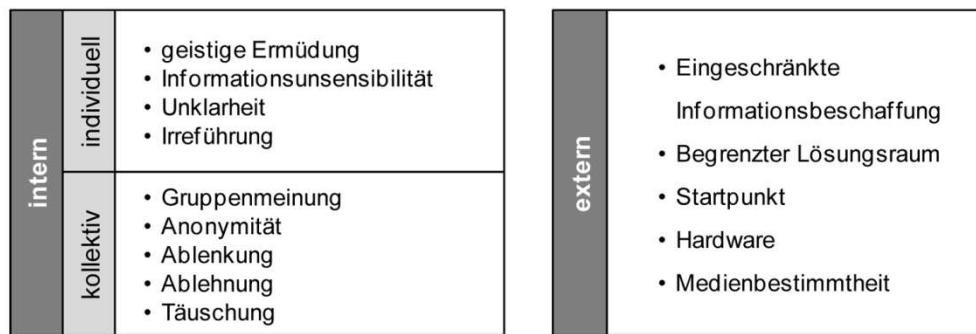 intern
individuell
• geistige Ermüdung
• Informationsunsensibilität
• Unklarheit
• Irreführung
kollektiv
• Gruppenmeinung
• Anonymität
• Ablenkung
• Ablehnung
• Täuschung
extern
• Eingeschränkte
Informationsbeschaffung
• Begrenzter Lösungsraum
• Startpunkt
• Hardware
• Medienbestimmtheit